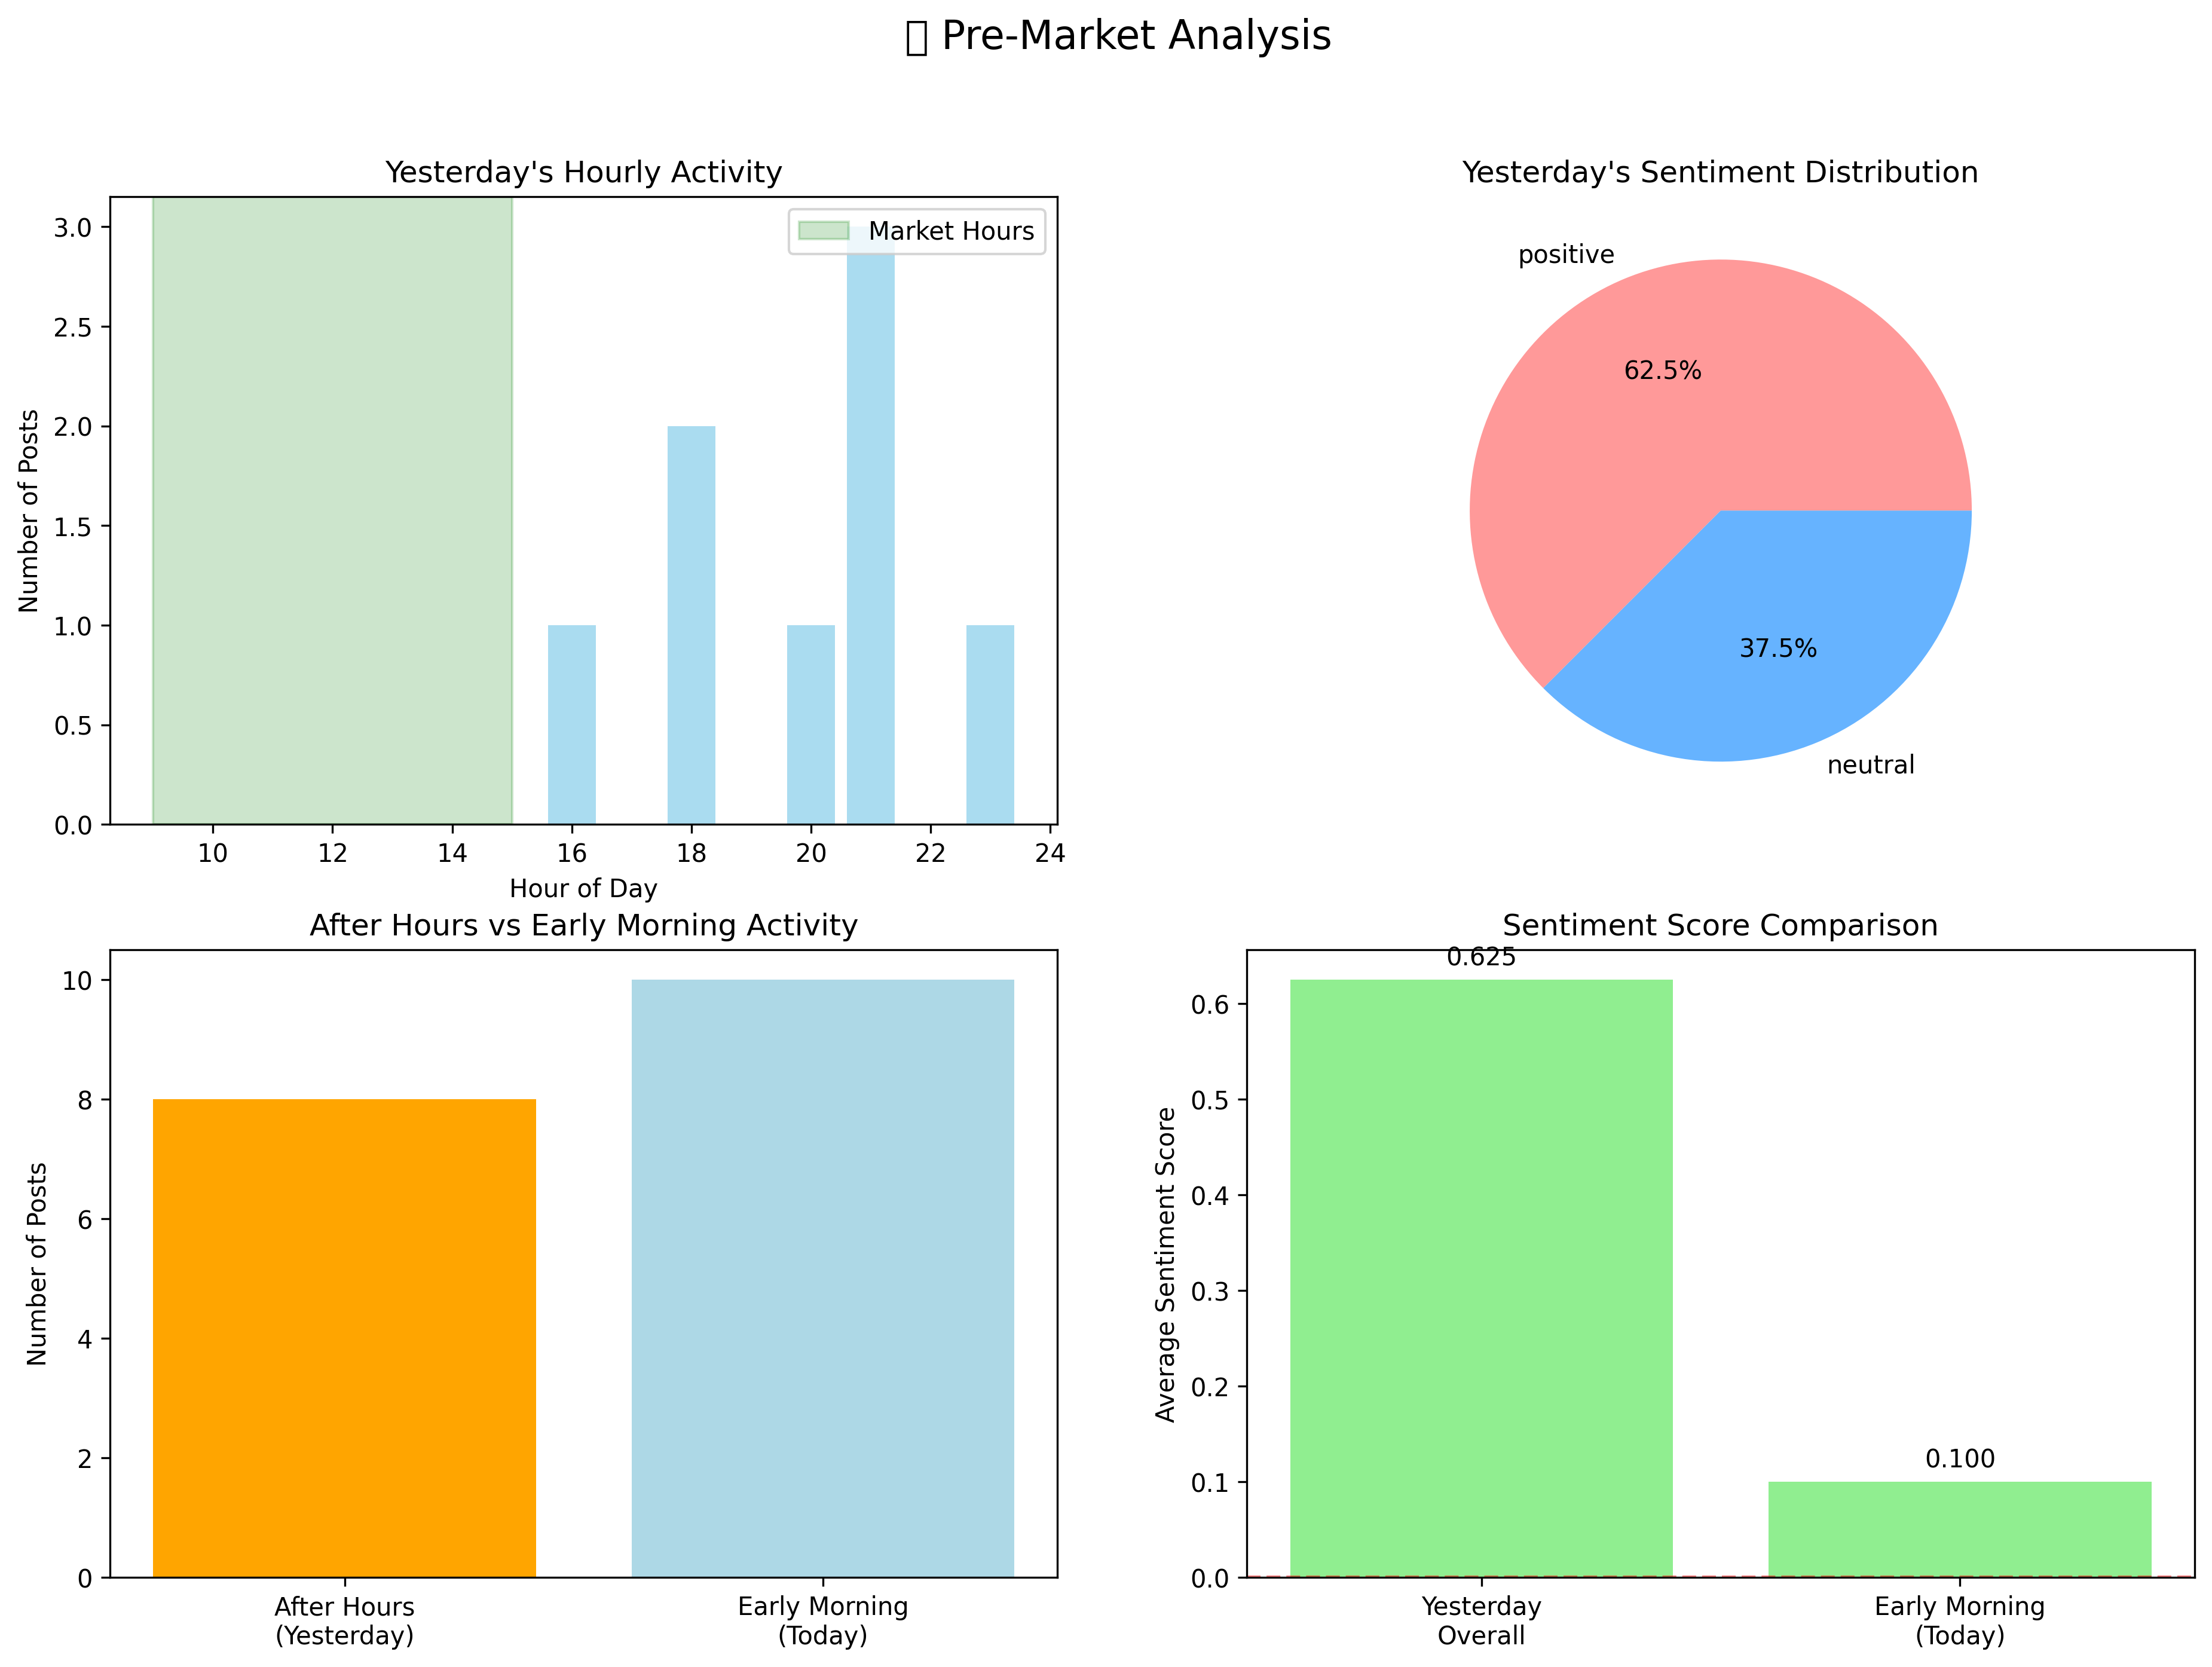 Pre-Market Analysis
Yesterday's Hourly Activity
Market Hours
Number of Posts
3.0
2.5
2.0
1.5
1.0
0.5
0.0
10 12 14 16 18 20 22 24
Hour of Day
Yesterday's Sentiment Distribution
positive
62.5%
37.5%
neutral
After Hours vs Early Morning Activity
Number of Posts
10
8
6
4
2
0
After Hours
(Yesterday)
Early Morning
(Today)
Sentiment Score Comparison
0.625
Average Sentiment Score
0.6
0.5
0.4
0.3
0.2
0.1
0.0
0.100
Yesterday
Overall
Early Morning
(Today)